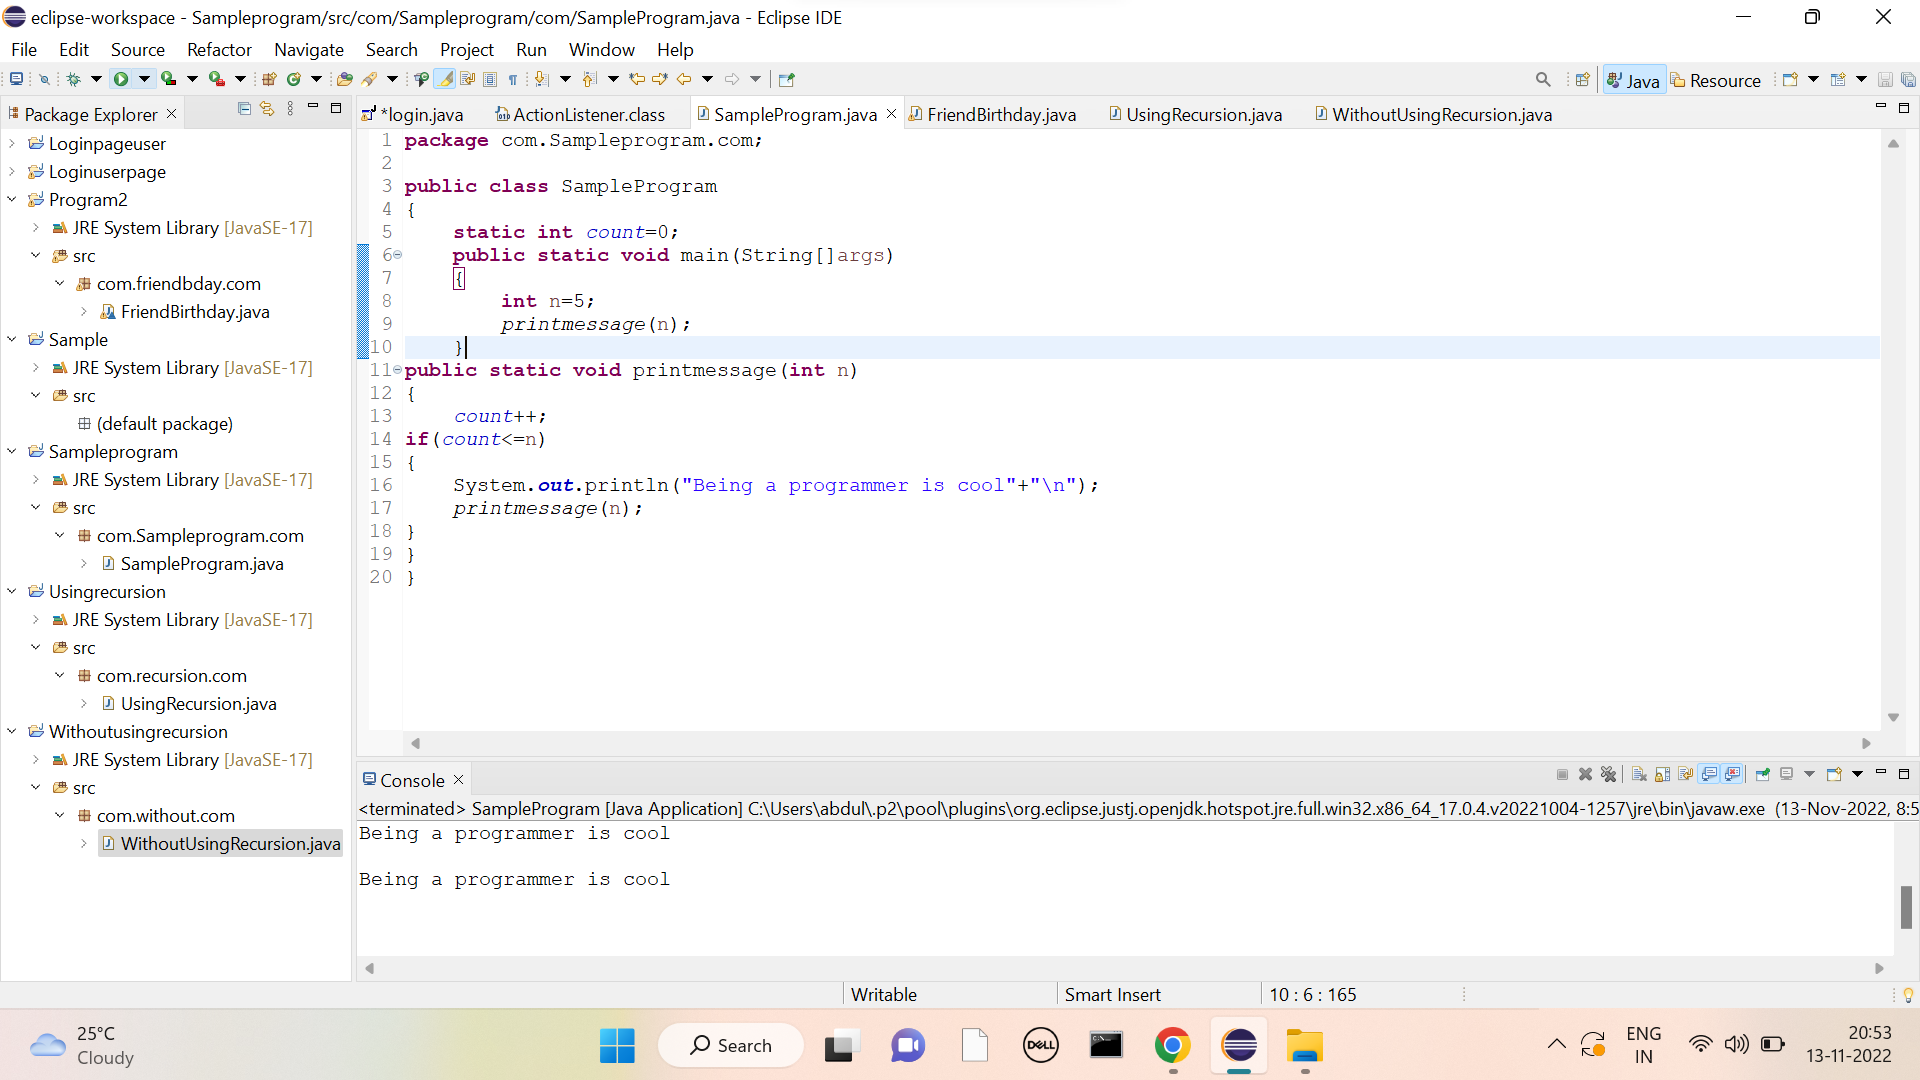 eclipse-workspace - Sampleprogram/src/com/Sampleprogram/com/SampleProgram.java - Eclipse IDE
File Edit Source Refactor Navigate Search Project Run Window Help
Java Resource
Package Explorer
*login.java ActionListener.class SampleProgram.java FriendBirthday.java UsingRecursion.java WithoutUsingRecursion.java
Loginpageuser
Loginuserpage
Program2
JRE System Library [JavaSE-17]
src
com.friendbday.com
FriendBirthday.java
Sample
JRE System Library [JavaSE-17]
src
(default package)
Sampleprogram
JRE System Library [JavaSE-17]
src
com.Sampleprogram.com
SampleProgram.java
Usingrecursion
JRE System Library [JavaSE-17]
src
com.recursion.com
UsingRecursion.java
Withoutusingrecursion
JRE System Library [JavaSE-17]
src
com.without.com
WithoutUsingRecursion.java
1 package com.Sampleprogram.com;
2
3 public class SampleProgram
4 {
5 static int count=0;
6 public static void main(String[]args)
7 {
8 int n=5;
9 printmessage(n);
10 }
11 public static void printmessage(int n)
12 {
13 count++;
14 if(count<=n)
15 {
16 System.out.println("Being a programmer is cool"+"\n");
17 printmessage(n);
18 }
19 }
20 }
Console
<terminated> SampleProgram [Java Application] C:\Users\abdul\.p2\pool\plugins\org.eclipse.justj.openjdk.hotspot.jre.full.win32.x86_64_17.0.4.v20221004-1257\jre\bin\javaw.exe (13-Nov-2022, 8:5
Being a programmer is cool
Being a programmer is cool
Writable Smart Insert 10 : 6 : 165
25°C
Cloudy
Search
DELL
ENG
IN
20:53
13-11-2022